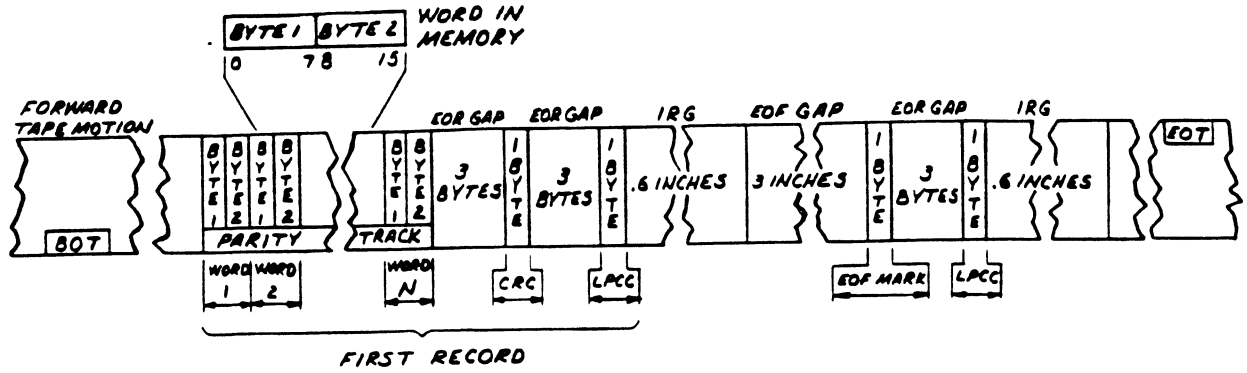 BYTE 1 BYTE 2 WORD IN
MEMORY
0 7 8 15
FORWARD
TAPE MOTION
EOR GAP EOR GAP IRG EOF GAP EOR GAP IRG
BYTE 1 BYTE 2 BYTE 1 BYTE 2 BYTE 1 BYTE 2 3 BYTES 1 BYTE 3 BYTES 1 BYTE .6 INCHES 3 INCHES 1 BYTE 3 BYTES 1 BYTE .6 INCHES EOT
BOT PARITY TRACK
WORD 1 WORD 2 WORD N CRC LPCC EOF MARK LPCC
FIRST RECORD